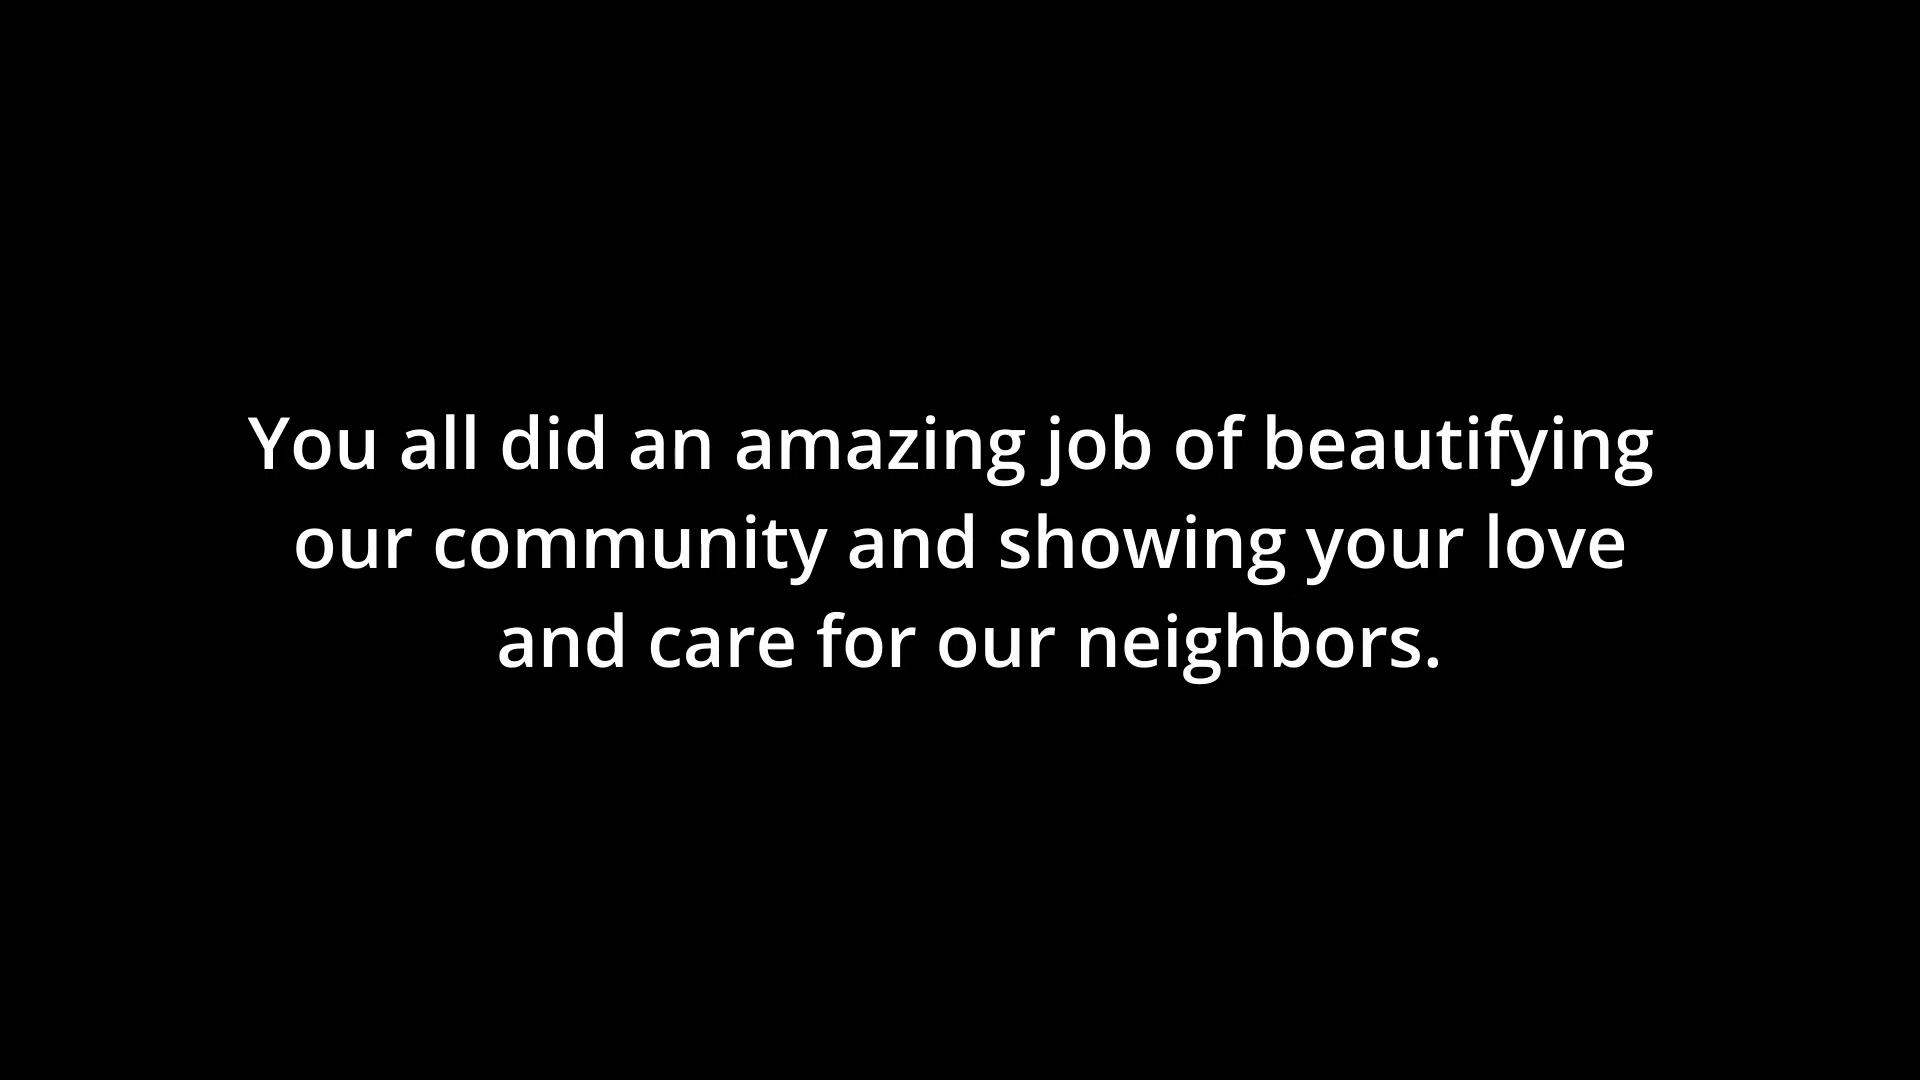 You all did an amazing job of beautifying
our community and showing your love
and care for our neighbors.